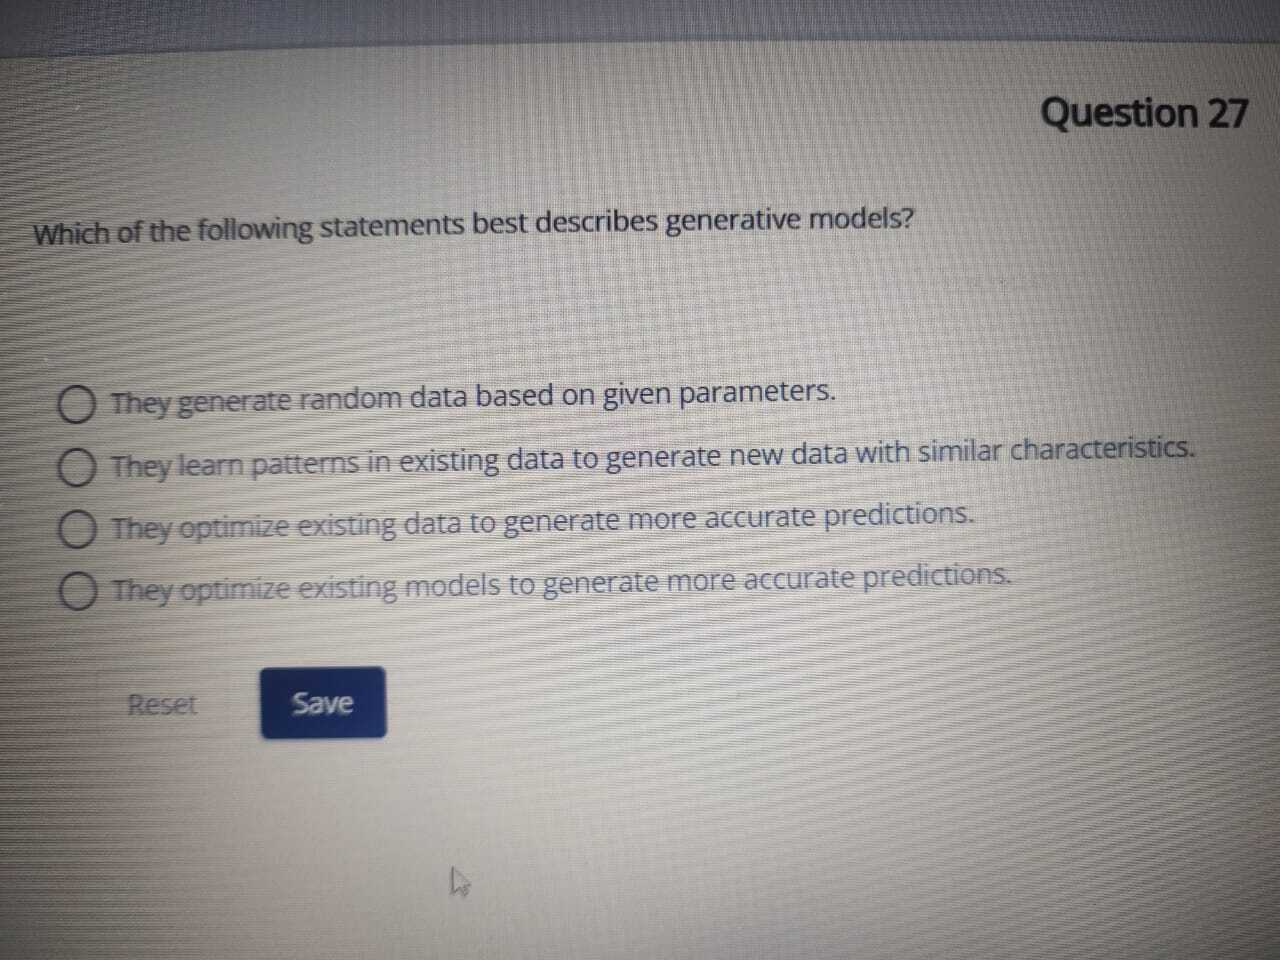 Question 27
Which of the following statements best describes generative models?
They generate random data based on given parameters.
They learn patterns in existing data to generate new data with similar characteristics.
They optimize existing data to generate more accurate predictions.
They optimize existing models to generate more accurate predictions.
Reset Save